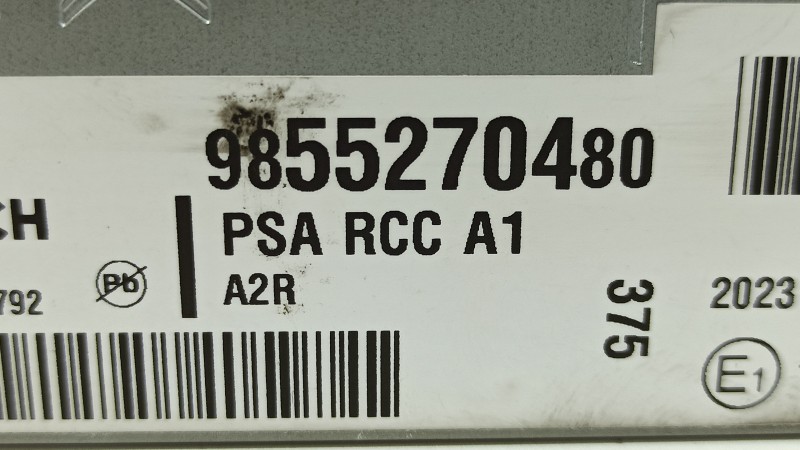 9855270480
CH
PSA RCC A1
Pb
A2R
792
375
2023
E1